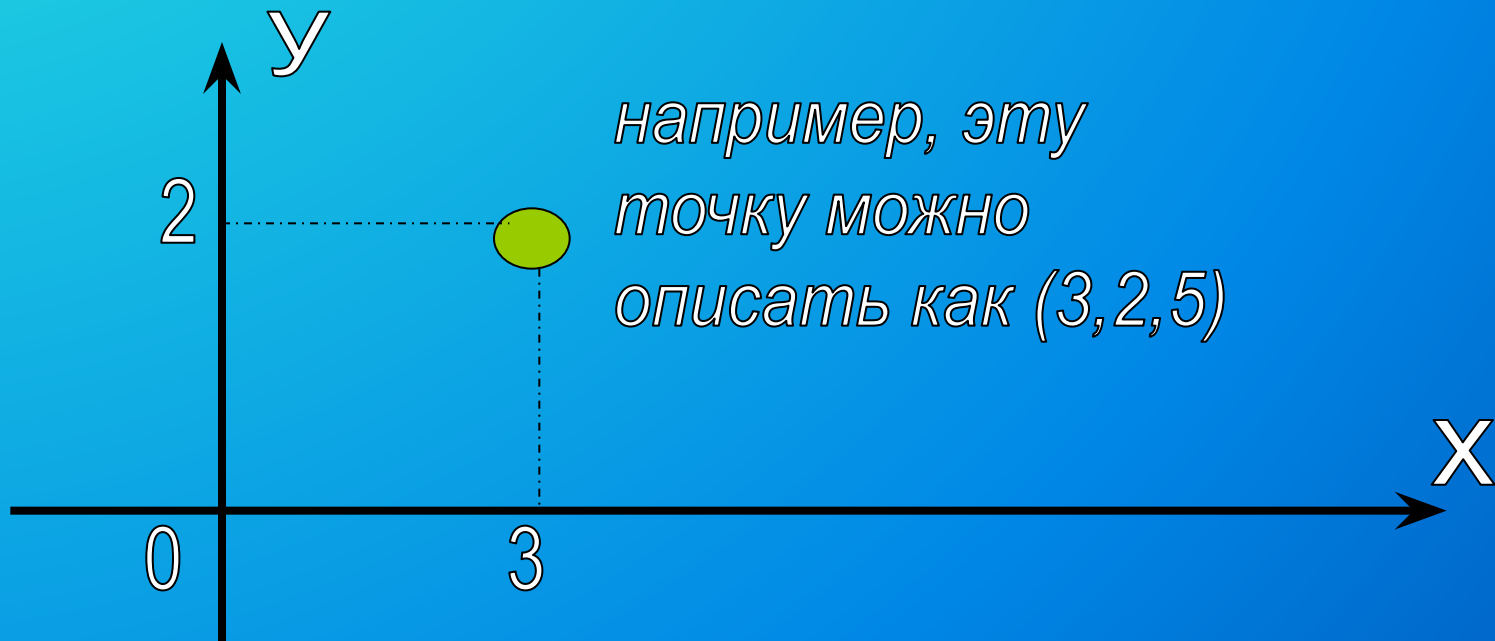 У
например, эту
2
точку можно
описать как (3,2,5)
Х
0 3